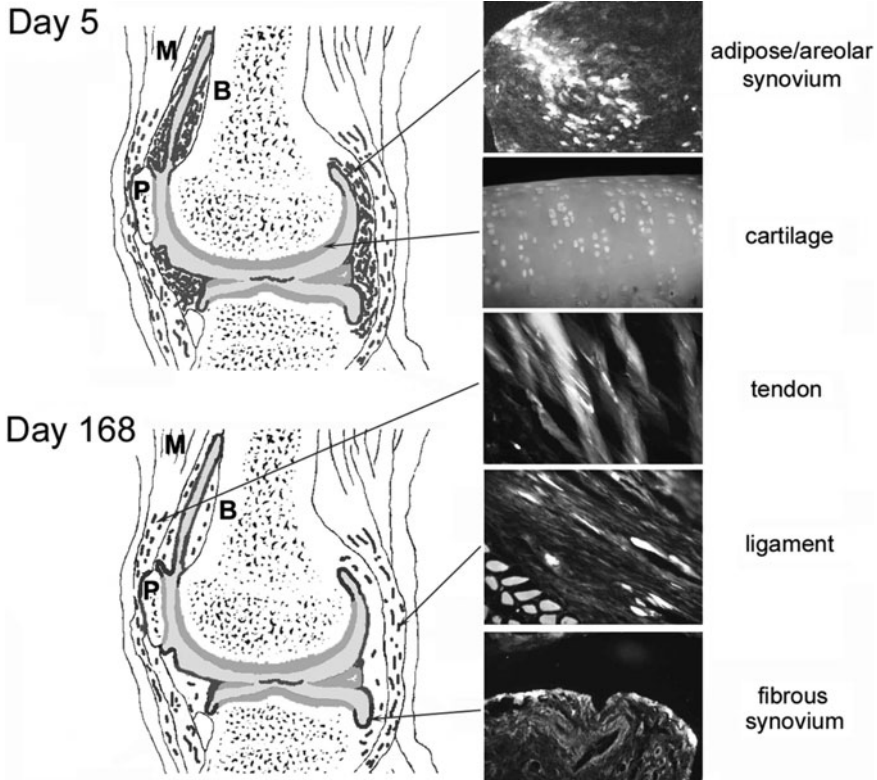 Day 5
M
B
P
adipose/areolar
synovium
cartilage
tendon
Day 168
M
B
P
ligament
fibrous
synovium